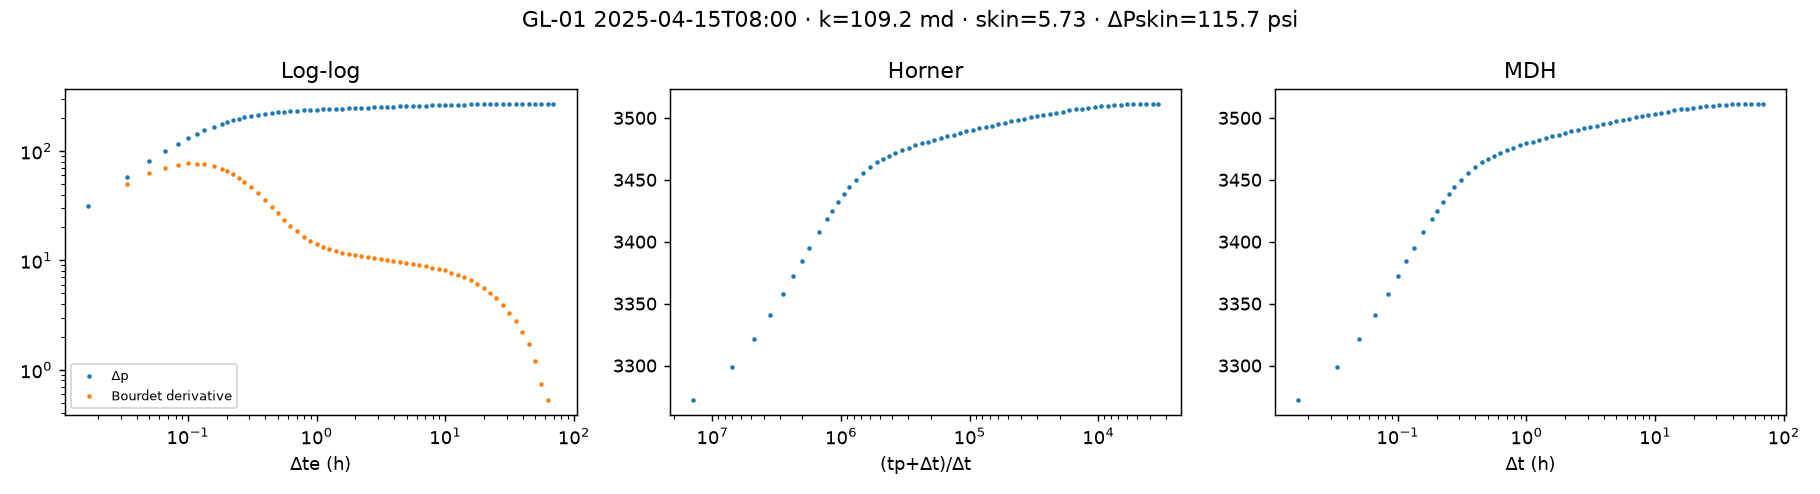 GL-01 2025-04-15T08:00 · k=109.2 md · skin=5.73 · ΔPskin=115.7 psi
Log-log
10²
10¹
10⁰
Δp
Bourdet derivative
10⁻¹ 10⁰ 10¹ 10²
Δte (h)
Horner
3500
3450
3400
3350
3300
10⁷ 10⁶ 10⁵ 10⁴
(tp+Δt)/Δt
MDH
3500
3450
3400
3350
3300
10⁻¹ 10⁰ 10¹ 10²
Δt (h)